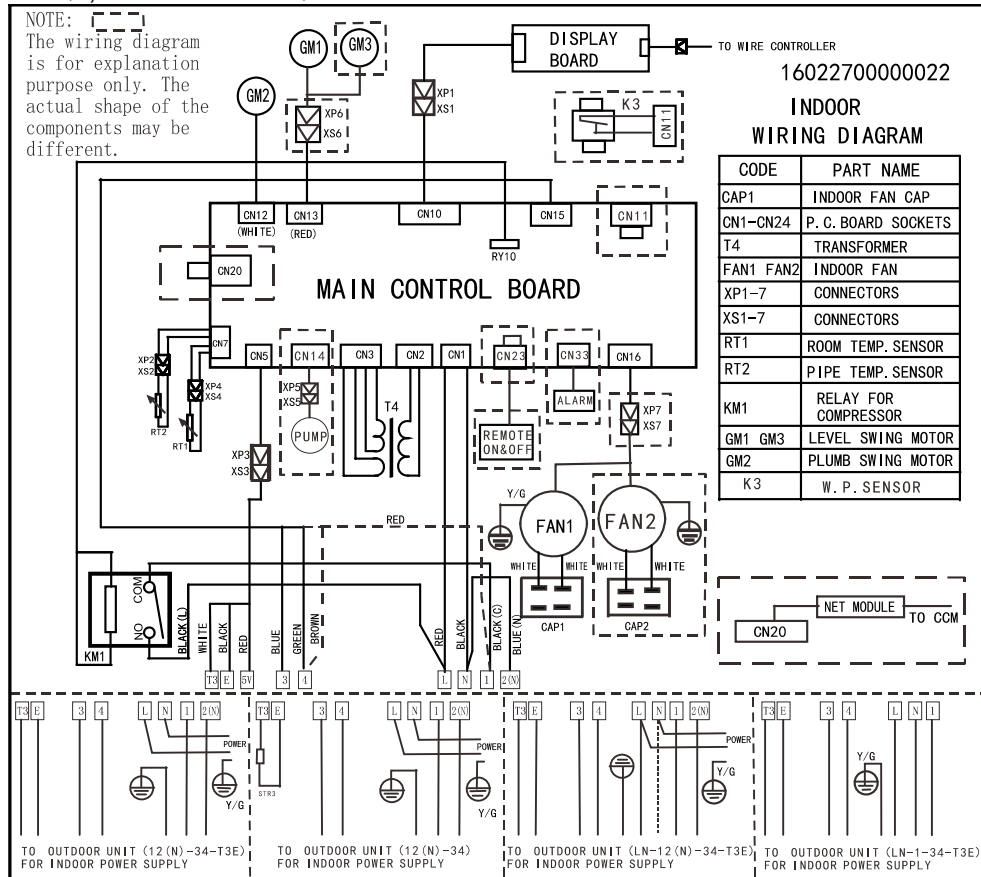 NOTE:
The wiring diagram
is for explanation
purpose only. The
actual shape of the
components may be
different.
GM1
GM3
GM2
XP6
XS6
XP1
XS1
DISPLAY
BOARD
TO WIRE CONTROLLER
16022700000022
K3
CN11
INDOOR
WIRING DIAGRAM
CODE PART NAME
CAP1 INDOOR FAN CAP
CN1-CN24 P.C.BOARD SOCKETS
T4 TRANSFORMER
FAN1 FAN2 INDOOR FAN
XP1-7 CONNECTORS
XS1-7 CONNECTORS
RT1 ROOM TEMP.SENSOR
RT2 PIPE TEMP.SENSOR
KM1 RELAY FOR
COMPRESSOR
GM1 GM3 LEVEL SWING MOTOR
GM2 PLUMB SWING MOTOR
K3 W.P.SENSOR
CN12
(WHITE)
CN13
(RED)
CN10
CN15
CN11
RY10
CN20
MAIN CONTROL BOARD
CN7
CN5
CN14
CN3
CN2
CN1
CN23
CN33
CN16
XP2
XS2
XP4
XS4
RT2
RT1
XP5
XS5
PUMP
T4
REMOTE
ON&OFF
ALARM
XP7
XS7
XP3
XS3
Y/G
FAN1
FAN2
Y/G
RED
WHITE
WHITE
WHITE
WHITE
CAP1
CAP2
NET MODULE
TO CCM
CN20
COM
NO
KM1
BLACK(L)
WHITE
BLACK
RED
BLUE
GREEN
BROWN
RED
BLACK
BLACK(C)
BLUE(N)
T3 E 5V 3 4 L N 1 2(N)
T3 E 3 4 L N 1 2(N)
POWER
Y/G
TO OUTDOOR UNIT (12(N)-34-T3E)
FOR INDOOR POWER SUPPLY
T3 E 3 4 L N 1 2(N)
STR3
POWER
Y/G
TO OUTDOOR UNIT (12(N)-34)
FOR INDOOR POWER SUPPLY
T3 E 3 4 L N 1 2(N)
POWER
Y/G
TO OUTDOOR UNIT (LN-12(N)-34-T3E)
FOR INDOOR POWER SUPPLY
T3 E 3 4 L N 1
Y/G
TO OUTDOOR UNIT (LN-1-34-T3E)
FOR INDOOR POWER SUPPLY